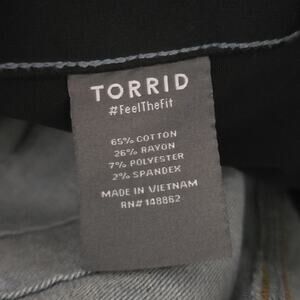 TORRID
#FeelTheFit
65% COTTON
26% RAYON
7% POLYESTER
2% SPANDEX
MADE IN VIETNAM
RN# 148862